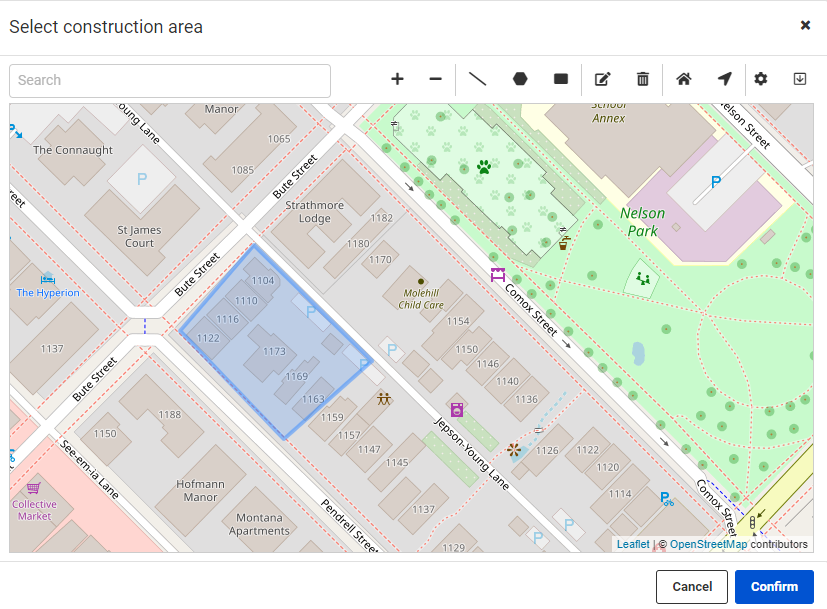 Select construction area
Search
School
Annex
Nelson Street
Young Lane
Manor
1065
The Connaught
1085
Bute Street
P
P
Strathmore
Lodge
1182
St James
Court
1180
1170
Nelson
Park
Bute Street
The Hyperion
1104
1110
1116
1122
P
Molehill
Child Care
Comox Street
1154
1137
1173
P
P
1150
1146
1140
1136
Bute Street
1169
1163
1188
1150
1159
1157
1147
1145
Jepson-Young Lane
1126
1122
1120
1114
See-em-ia Lane
Hofmann
Manor
Collective
Market
Montana
Apartments
Pendrell Street
1137
1129
P
P
P
Comox Street
Leaflet | © OpenStreetMap contributors
Cancel
Confirm